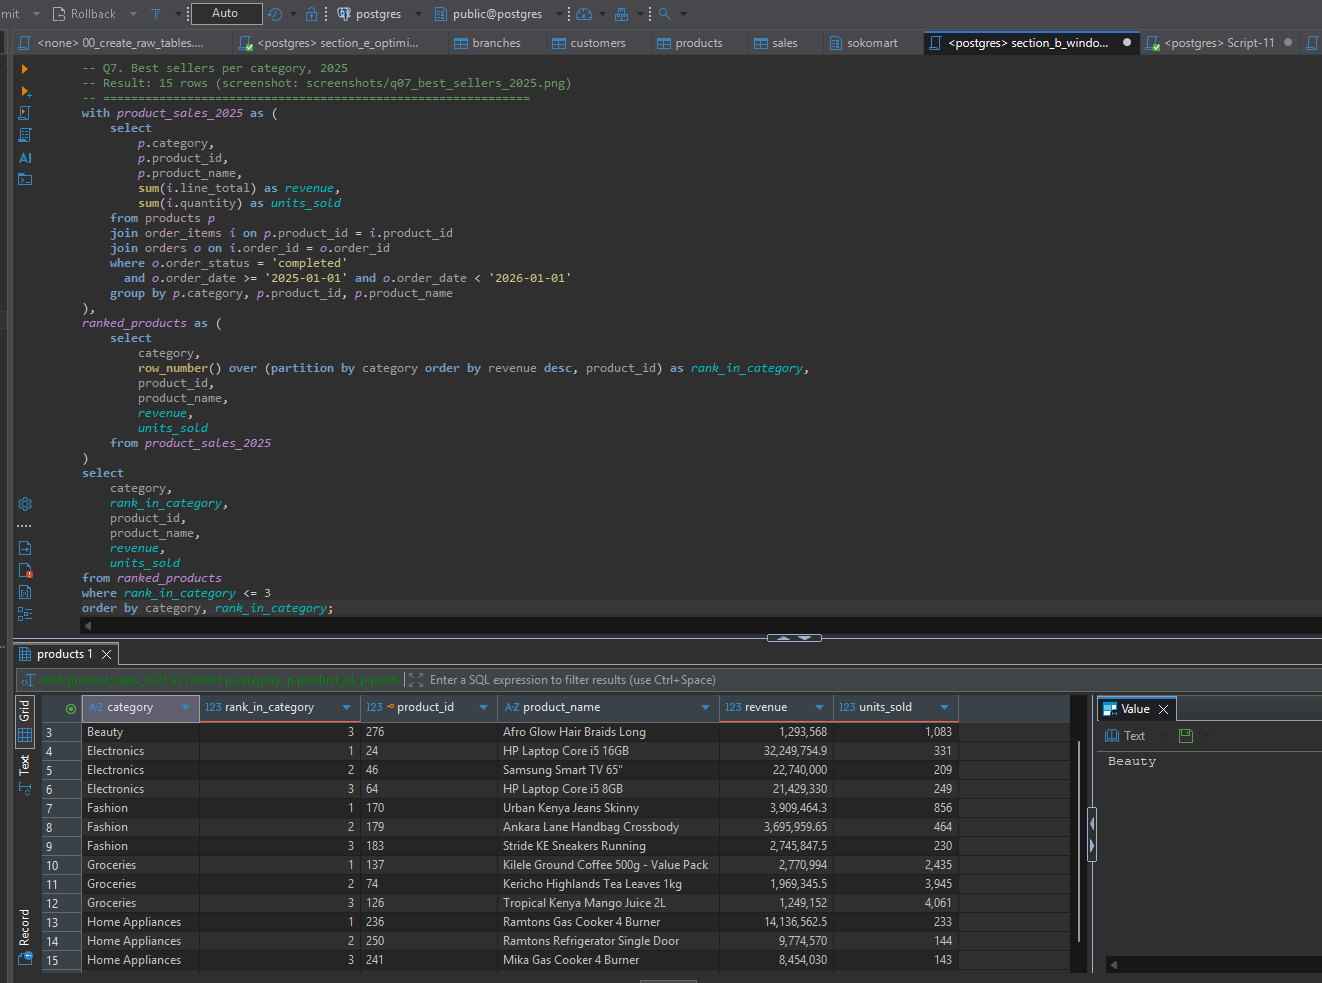 mit Rollback T Auto postgres public@postgres
<none> 00_create_raw_tables.... <postgres> section_e_optimi... branches customers products sales sokomart <postgres> section_b_windo... <postgres> Script-11
-- Q7. Best sellers per category, 2025
-- Result: 15 rows (screenshot: screenshots/q07_best_sellers_2025.png)
-- =============================================================
with product_sales_2025 as (
select
p.category,
p.product_id,
p.product_name,
sum(i.line_total) as revenue,
sum(i.quantity) as units_sold
from products p
join order_items i on p.product_id = i.product_id
join orders o on i.order_id = o.order_id
where o.order_status = 'completed'
and o.order_date >= '2025-01-01' and o.order_date < '2026-01-01'
group by p.category, p.product_id, p.product_name
),
ranked_products as (
select
category,
row_number() over (partition by category order by revenue desc, product_id) as rank_in_category,
product_id,
product_name,
revenue,
units_sold
from product_sales_2025
)
select
category,
rank_in_category,
product_id,
product_name,
revenue,
units_sold
from ranked_products
where rank_in_category <= 3
order by category, rank_in_category;
AI
products 1
with product_sales_2025 as ( select p.category, p.product_id, p.prod Enter a SQL expression to filter results (use Ctrl+Space)
Grid
Text
Record
A-Z category 123 rank_in_category 123 product_id A-Z product_name 123 revenue 123 units_sold
3 Beauty 3 276 Afro Glow Hair Braids Long 1,293,568 1,083
4 Electronics 1 24 HP Laptop Core i5 16GB 32,249,754.9 331
5 Electronics 2 46 Samsung Smart TV 65" 22,740,000 209
6 Electronics 3 64 HP Laptop Core i5 8GB 21,429,330 249
7 Fashion 1 170 Urban Kenya Jeans Skinny 3,909,464.3 856
8 Fashion 2 179 Ankara Lane Handbag Crossbody 3,695,959.65 464
9 Fashion 3 183 Stride KE Sneakers Running 2,745,847.5 230
10 Groceries 1 137 Kilele Ground Coffee 500g - Value Pack 2,770,994 2,435
11 Groceries 2 74 Kericho Highlands Tea Leaves 1kg 1,969,345.5 3,945
12 Groceries 3 126 Tropical Kenya Mango Juice 2L 1,249,152 4,061
13 Home Appliances 1 236 Ramtons Gas Cooker 4 Burner 14,136,562.5 233
14 Home Appliances 2 250 Ramtons Refrigerator Single Door 9,774,570 144
15 Home Appliances 3 241 Mika Gas Cooker 4 Burner 8,454,030 143
Value
Text
Beauty